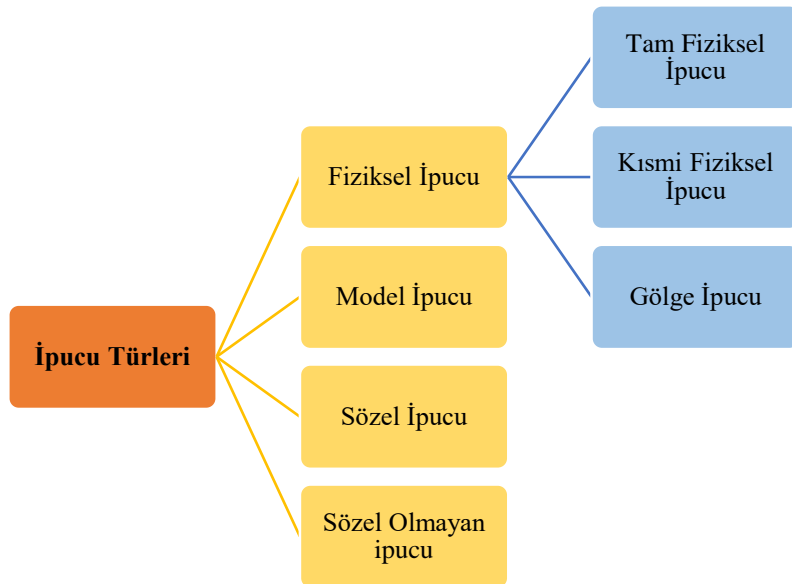 İpucu Türleri
Fiziksel İpucu
Model İpucu
Sözel İpucu
Sözel Olmayan
ipucu
Tam Fiziksel
İpucu
Kısmi Fiziksel
İpucu
Gölge İpucu